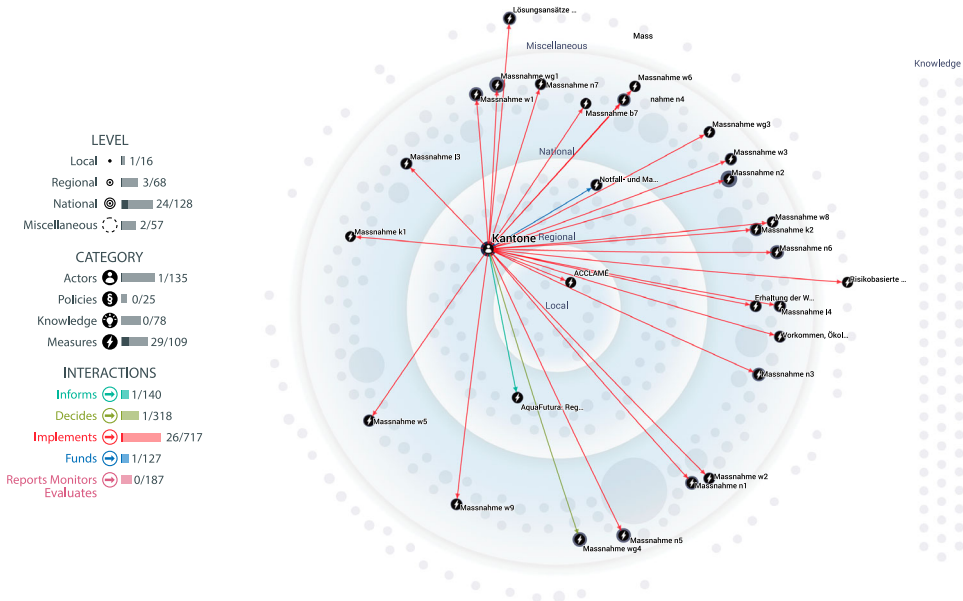 LEVEL
Local 1/16
Regional 3/68
National 24/128
Miscellaneous 2/57
CATEGORY
Actors 1/135
Policies § 0/25
Knowledge 0/78
Measures 29/109
INTERACTIONS
Informs 1/140
Decides 1/318
Implements 26/717
Funds 1/127
Reports Monitors
Evaluates 0/187
Lösungsansätze ...
Mass
Miscellaneous
Knowledge
Massnahme wg1
Massnahme n7
Massnahme w6
Massnahme w1
nahme n4
Massnahme b7
Massnahme wg3
National
Massnahme w3
Massnahme l3
Massnahme n2
Notfall- und Ma...
Massnahme w8
Massnahme k1
Kantone
Regional
Massnahme k2
Massnahme n6
ACCLAME
Risikobasierte ...
Local
Erhaltung der W...
Massnahme l4
Vorkommen, Ökol...
Massnahme n3
AquaFutura: Reg...
Massnahme w5
Massnahme w2
Massnahme n1
Massnahme w9
Massnahme n5
Massnahme wg4